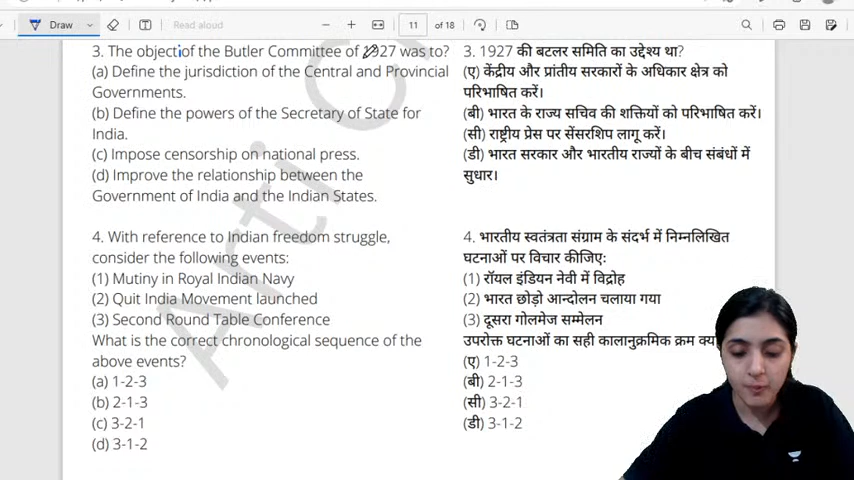 Draw
Read aloud
11
of 18
3. The objectiof the Butler Committee of 1927 was to?
(a) Define the jurisdiction of the Central and Provincial
Governments.
(b) Define the powers of the Secretary of State for
India.
(c) Impose censorship on national press.
(d) Improve the relationship between the
Government of India and the Indian States.
4. With reference to Indian freedom struggle,
consider the following events:
(1) Mutiny in Royal Indian Navy
(2) Quit India Movement launched
(3) Second Round Table Conference
What is the correct chronological sequence of the
above events?
(a) 1-2-3
(b) 2-1-3
(c) 3-2-1
(d) 3-1-2
3. 1927 की बटलर समिति का उद्देश्य था?
(ए) केंद्रीय और प्रांतीय सरकारों के अधिकार क्षेत्र को
परिभाषित करें।
(बी) भारत के राज्य सचिव की शक्तियों को परिभाषित करें।
(सी) राष्ट्रीय प्रेस पर सेंसरशिप लागू करें।
(डी) भारत सरकार और भारतीय राज्यों के बीच संबंधों में
सुधार।
4. भारतीय स्वतंत्रता संग्राम के संदर्भ में निम्नलिखित
घटनाओं पर विचार कीजिए:
(1) रॉयल इंडियन नेवी में विद्रोह
(2) भारत छोड़ो आन्दोलन चलाया गया
(3) दूसरा गोलमेज सम्मेलन
उपरोक्त घटनाओं का सही कालानुक्रमिक क्रम क्य
(ए) 1-2-3
(बी) 2-1-3
(सी) 3-2-1
(डी) 3-1-2
Arti C